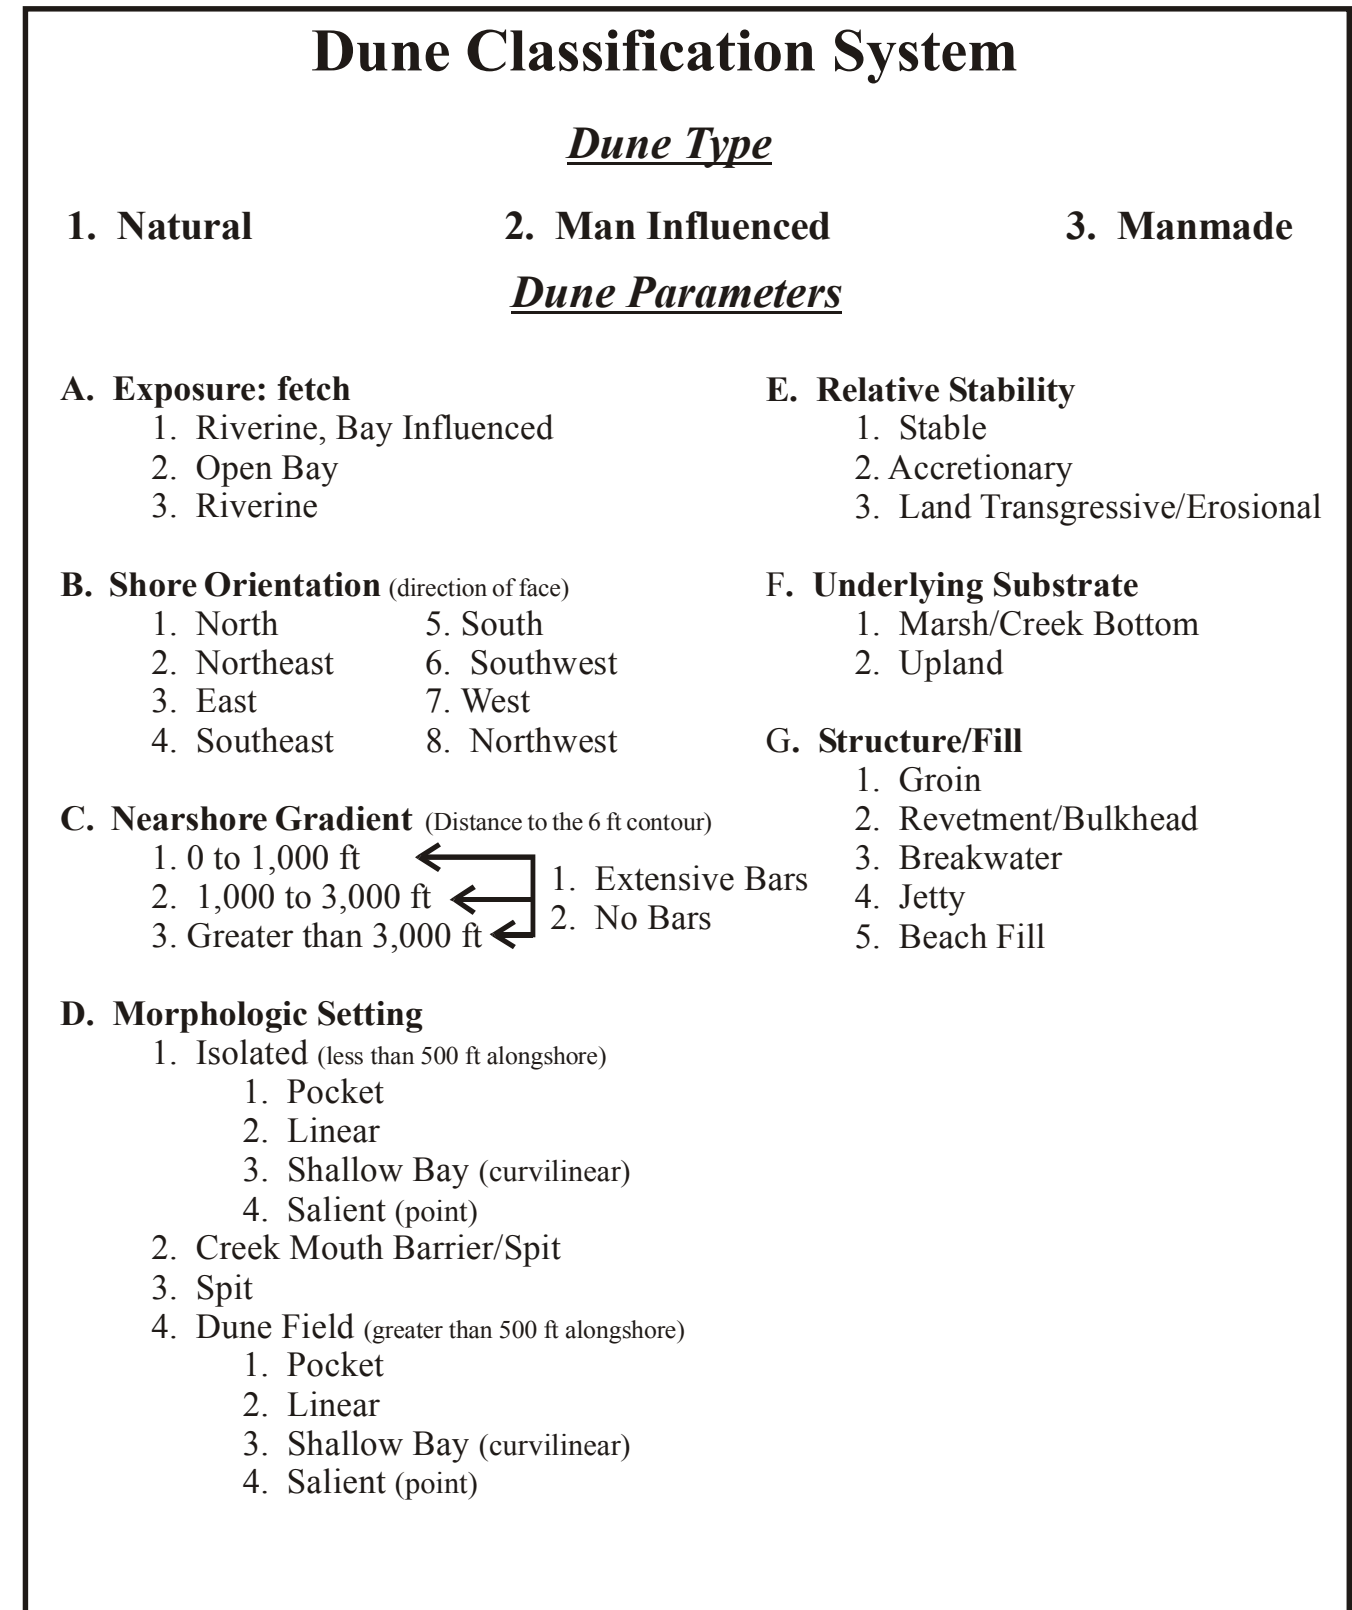 Dune Classification System
Dune Type
1. Natural 2. Man Influenced 3. Manmade
Dune Parameters
A. Exposure: fetch
1. Riverine, Bay Influenced
2. Open Bay
3. Riverine
B. Shore Orientation (direction of face)
1. North 5. South
2. Northeast 6. Southwest
3. East 7. West
4. Southeast 8. Northwest
C. Nearshore Gradient (Distance to the 6 ft contour)
1. 0 to 1,000 ft
2. 1,000 to 3,000 ft
3. Greater than 3,000 ft
1. Extensive Bars
2. No Bars
D. Morphologic Setting
1. Isolated (less than 500 ft alongshore)
1. Pocket
2. Linear
3. Shallow Bay (curvilinear)
4. Salient (point)
2. Creek Mouth Barrier/Spit
3. Spit
4. Dune Field (greater than 500 ft alongshore)
1. Pocket
2. Linear
3. Shallow Bay (curvilinear)
4. Salient (point)
E. Relative Stability
1. Stable
2. Accretionary
3. Land Transgressive/Erosional
F. Underlying Substrate
1. Marsh/Creek Bottom
2. Upland
G. Structure/Fill
1. Groin
2. Revetment/Bulkhead
3. Breakwater
4. Jetty
5. Beach Fill